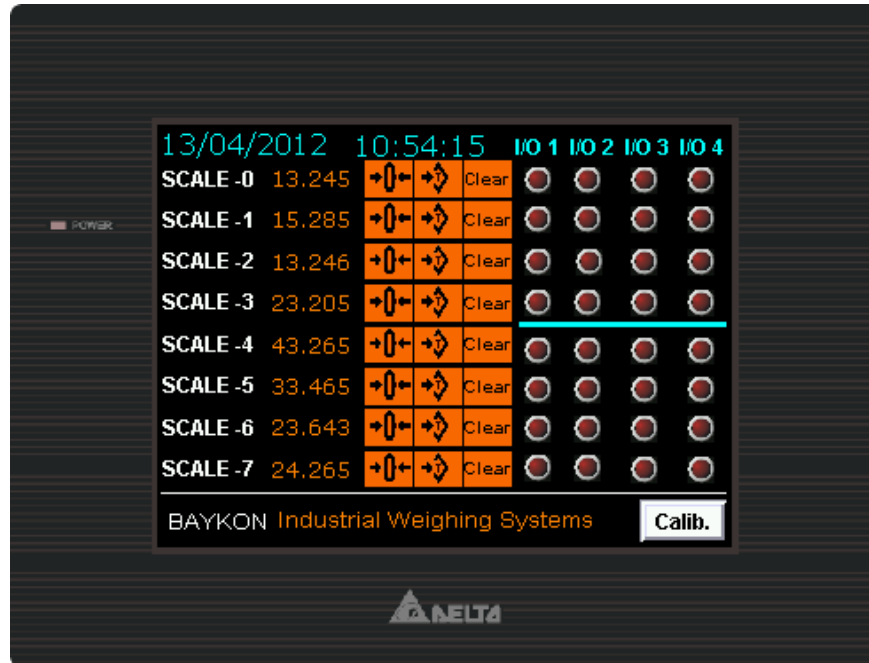 13/04/2012 10:54:15 I/O 1 I/O 2 I/O 3 I/O 4
SCALE -0 13.245 Clear
SCALE -1 15.285 Clear
POWER
SCALE -2 13.246 Clear
SCALE -3 23.205 Clear
SCALE -4 43.265 Clear
SCALE -5 33.465 Clear
SCALE -6 23.643 Clear
SCALE -7 24.265 Clear
BAYKON Industrial Weighing Systems Calib.
DELTA